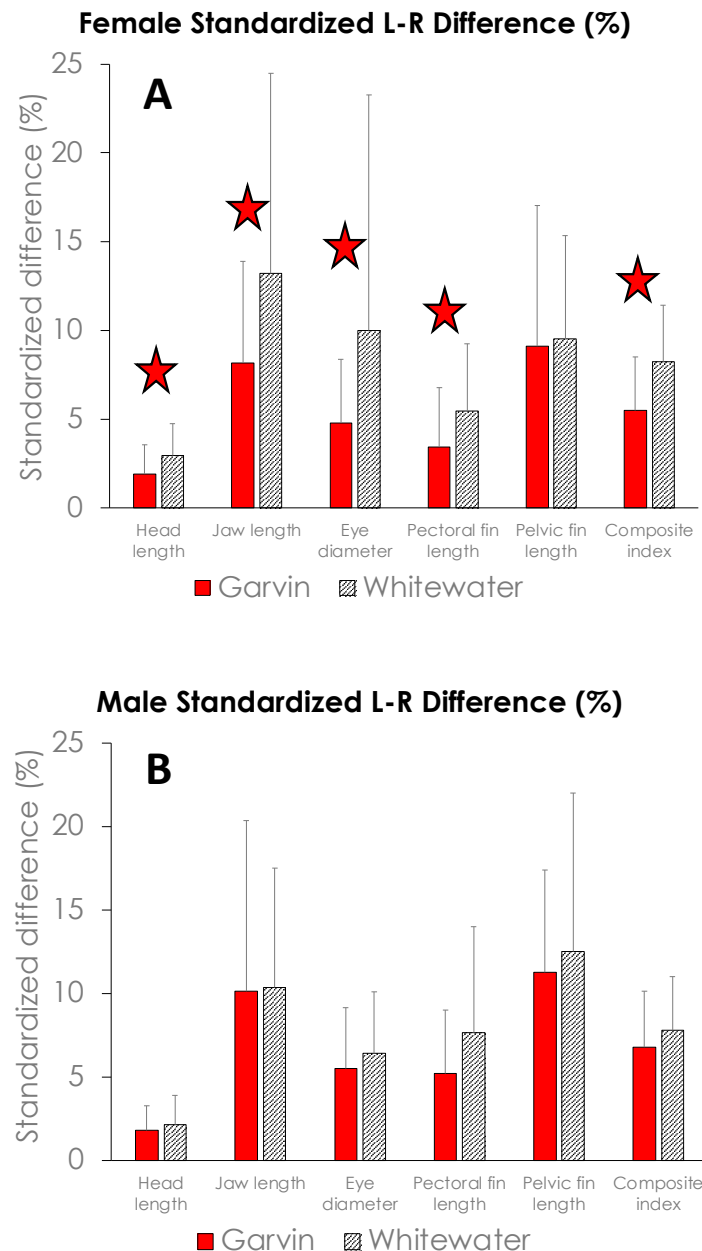 Female Standardized L-R Difference (%)
A
Standardized difference (%)
25
20
15
10
5
0
Head length
Jaw length
Eye diameter
Pectoral fin length
Pelvic fin length
Composite index
Garvin
Whitewater
Male Standardized L-R Difference (%)
B
Standardized difference (%)
25
20
15
10
5
0
Head length
Jaw length
Eye diameter
Pectoral fin length
Pelvic fin length
Composite index
Garvin
Whitewater